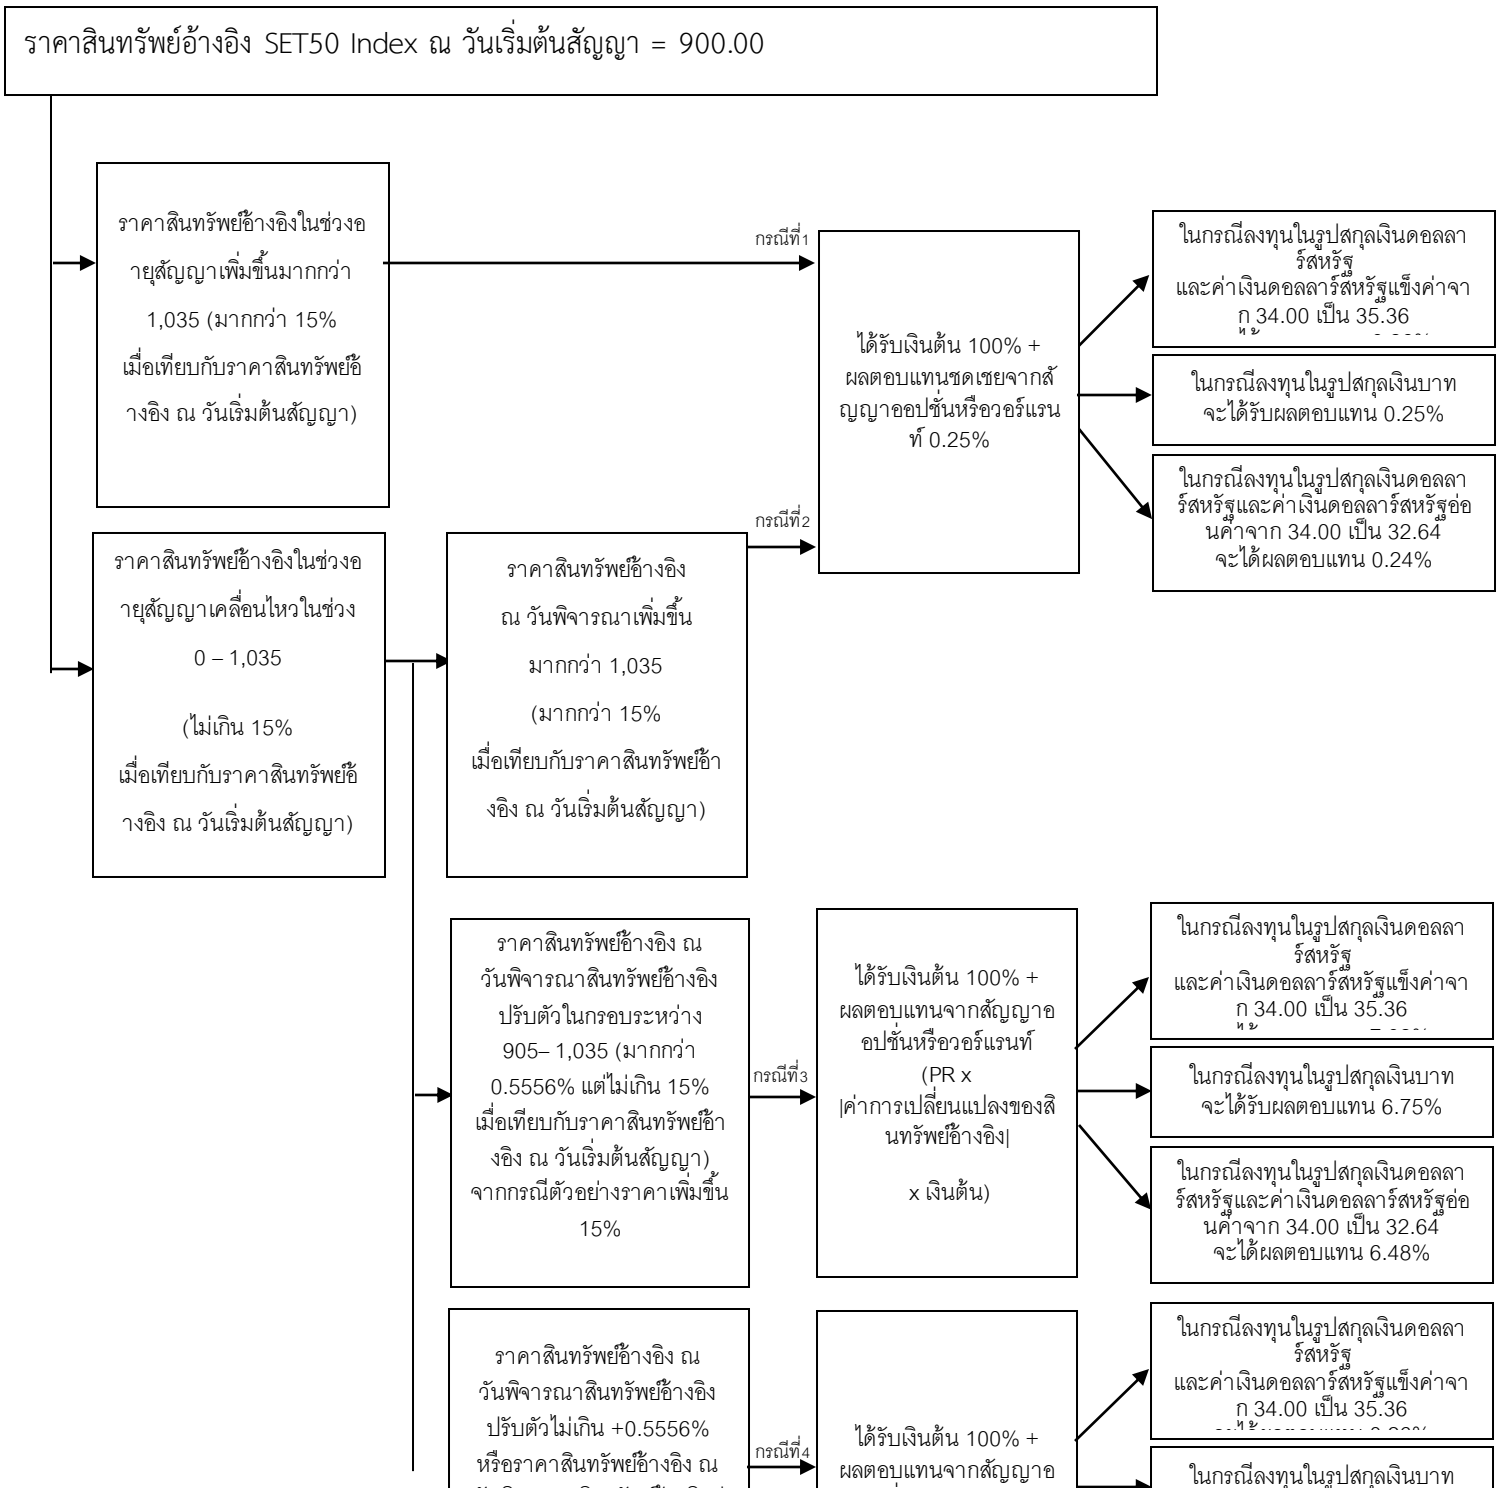 ราคาสินทรัพย์อ้างอิง SET50 Index ณ วันเริ่มต้นสัญญา = 900.00
ราคาสินทรัพย์อ้างอิงในช่วงอ
ายุสัญญาเพิ่มขึ้นมากกว่า
1,035 (มากกว่า 15%
เมื่อเทียบกับราคาสินทรัพย์อ้
างอิง ณ วันเริ่มต้นสัญญา)
กรณีที่1
ได้รับเงินต้น 100% +
ผลตอบแทนชดเชยจากสั
ญญาออปชั่นหรือวอร์แรน
ท์ 0.25%
ในกรณีลงทุนในรูปสกุลเงินดอลลา
ร์สหรัฐ
และค่าเงินดอลลาร์สหรัฐแข็งค่าจา
ก 34.00 เป็น 35.36
ในกรณีลงทุนในรูปสกุลเงินบาท
จะได้รับผลตอบแทน 0.25%
ในกรณีลงทุนในรูปสกุลเงินดอลลา
ร์สหรัฐและค่าเงินดอลลาร์สหรัฐอ่อ
นค่าจาก 34.00 เป็น 32.64
จะได้ผลตอบแทน 0.24%
ราคาสินทรัพย์อ้างอิงในช่วงอ
ายุสัญญาเคลื่อนไหวในช่วง
0 – 1,035
(ไม่เกิน 15%
เมื่อเทียบกับราคาสินทรัพย์อ้
างอิง ณ วันเริ่มต้นสัญญา)
ราคาสินทรัพย์อ้างอิง
ณ วันพิจารณาเพิ่มขึ้น
มากกว่า 1,035
(มากกว่า 15%
เมื่อเทียบกับราคาสินทรัพย์อ้า
งอิง ณ วันเริ่มต้นสัญญา)
กรณีที่2
ราคาสินทรัพย์อ้างอิง ณ
วันพิจารณาสินทรัพย์อ้างอิง
ปรับตัวในกรอบระหว่าง
905– 1,035 (มากกว่า
0.5556% แต่ไม่เกิน 15%
เมื่อเทียบกับราคาสินทรัพย์อ้า
งอิง ณ วันเริ่มต้นสัญญา)
จากกรณีตัวอย่างราคาเพิ่มขึ้น
15%
กรณีที่3
ได้รับเงินต้น 100% +
ผลตอบแทนจากสัญญาอ
อปชั่นหรือวอร์แรนท์
(PR x
|ค่าการเปลี่ยนแปลงของสิ
นทรัพย์อ้างอิง|
x เงินต้น)
ในกรณีลงทุนในรูปสกุลเงินดอลลา
ร์สหรัฐ
และค่าเงินดอลลาร์สหรัฐแข็งค่าจา
ก 34.00 เป็น 35.36
ในกรณีลงทุนในรูปสกุลเงินบาท
จะได้รับผลตอบแทน 6.75%
ในกรณีลงทุนในรูปสกุลเงินดอลลา
ร์สหรัฐและค่าเงินดอลลาร์สหรัฐอ่อ
นค่าจาก 34.00 เป็น 32.64
จะได้ผลตอบแทน 6.48%
ราคาสินทรัพย์อ้างอิง ณ
วันพิจารณาสินทรัพย์อ้างอิง
ปรับตัวไม่เกิน +0.5556%
หรือราคาสินทรัพย์อ้างอิง ณ
กรณีที่4
ได้รับเงินต้น 100% +
ผลตอบแทนจากสัญญาอ
ในกรณีลงทุนในรูปสกุลเงินดอลลา
ร์สหรัฐ
และค่าเงินดอลลาร์สหรัฐแข็งค่าจา
ก 34.00 เป็น 35.36
ในกรณีลงทุนในรูปสกุลเงินบาท